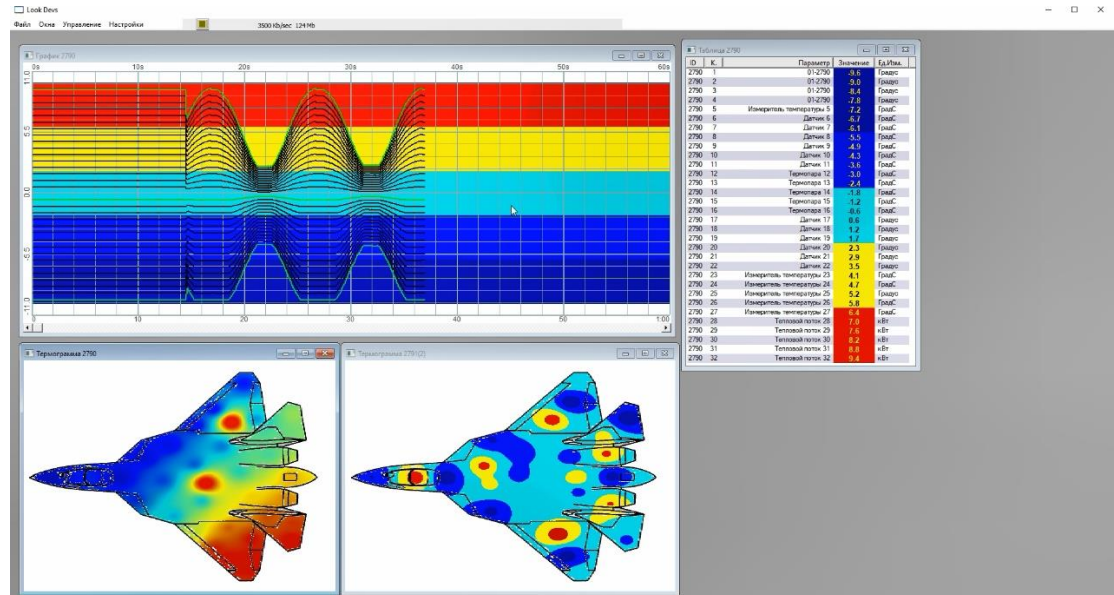 Look Devs
Файл Окна Управление Настройки
3500 Kb/sec 124 Mb
График 2790
0s 10s 20s 30s 40s 50s 60s
11.0
5.5
0.0
-5.5
-11.0
10 20 30 40 50 1:00
Таблица 2790
ID К. Параметр Значение Ед.Изм.
2790 1 01-2790 -9.6 Градус
2790 2 01-2790 -9.0 Градус
2790 3 01-2790 -8.4 Градус
2790 4 01-2790 -7.8 Градус
2790 5 Измеритель температуры 5 -7.2 ГрадС
2790 6 Датчик 6 -6.7 ГрадС
2790 7 Датчик 7 -6.1 ГрадС
2790 8 Датчик 8 -5.5 ГрадС
2790 9 Датчик 9 -4.9 ГрадС
2790 10 Датчик 10 -4.3 ГрадС
2790 11 Датчик 11 -3.6 ГрадС
2790 12 Термопара 12 -3.0 ГрадС
2790 13 Термопара 13 -2.4 ГрадС
2790 14 Термопара 14 -1.8 ГрадС
2790 15 Термопара 15 -1.2 ГрадС
2790 16 Термопара 16 -0.6 ГрадС
2790 17 Датчик 17 0.6 Градус
2790 18 Датчик 18 1.2 Градус
2790 19 Датчик 19 1.7 Градус
2790 20 Датчик 20 2.3 Градус
2790 21 Датчик 21 2.9 Градус
2790 22 Датчик 22 3.5 Градус
2790 23 Измеритель температуры 23 4.1 ГрадС
2790 24 Измеритель температуры 24 4.7 ГрадС
2790 25 Измеритель температуры 25 5.2 Градус
2790 26 Измеритель температуры 26 5.8 ГрадС
2790 27 Измеритель температуры 27 6.4 ГрадС
2790 28 Тепловой поток 28 7.0 кВт
2790 29 Тепловой поток 29 7.6 кВт
2790 30 Тепловой поток 30 8.2 кВт
2790 31 Тепловой поток 31 8.8 кВт
2790 32 Тепловой поток 32 9.4 кВт
Термограмма 2790
Термограмма 2791(2)